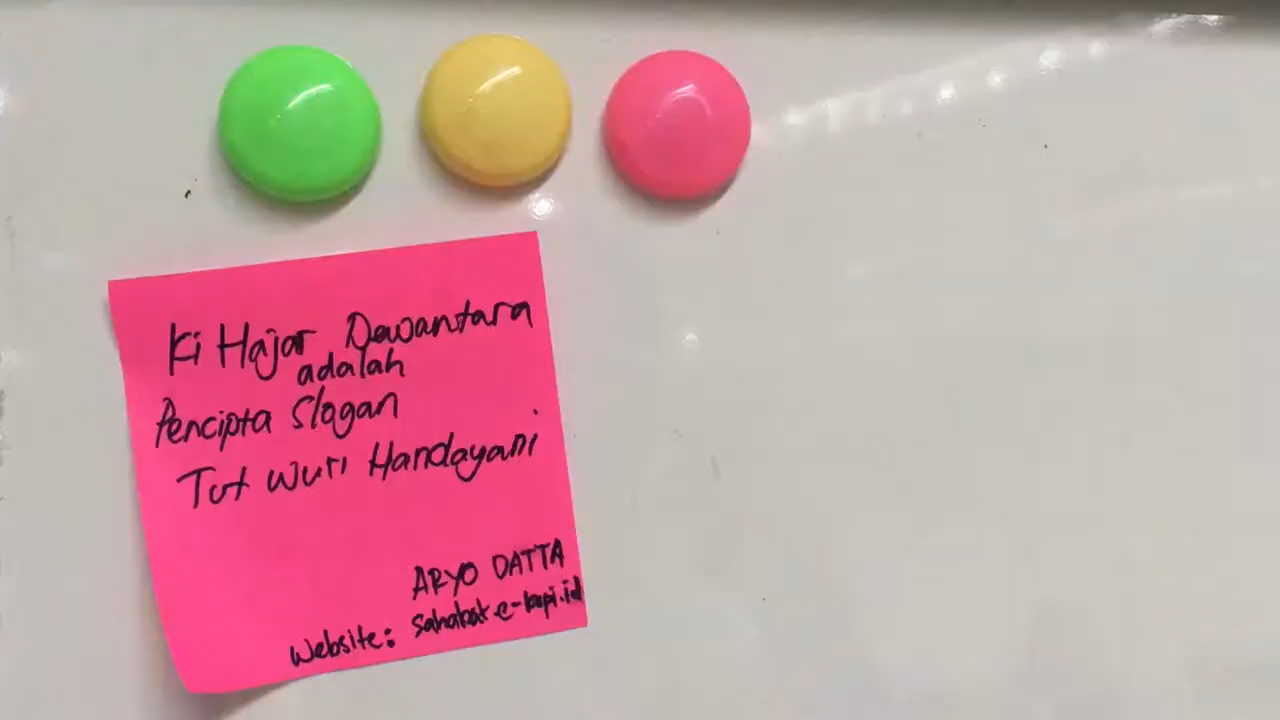 Ki Hajar Dewantara
adalah
Pencipta Slogan
Tut Wuri Handayani
ARYO DATTA
Website: sahabat.e-kopi.id